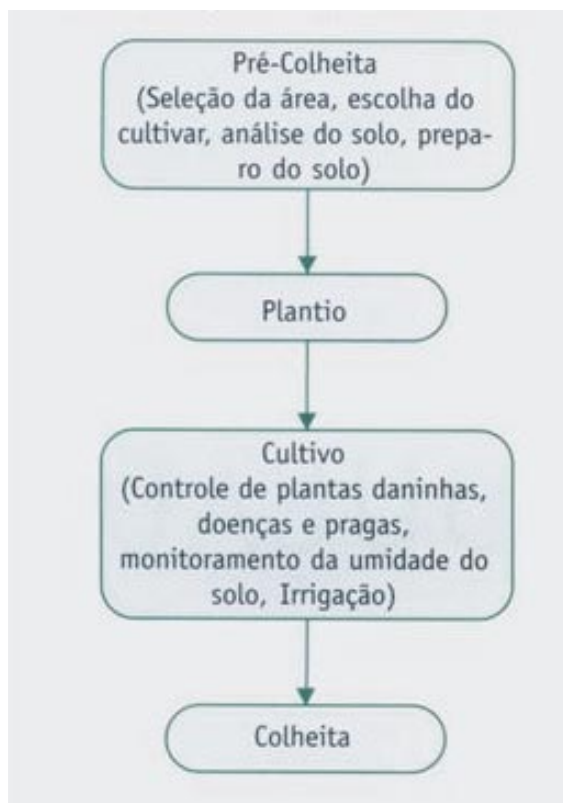 Pré-Colheita
(Seleção da área, escolha do
cultivar, análise do solo, prepa-
ro do solo)
Plantio
Cultivo
(Controle de plantas daninhas,
doenças e pragas,
monitoramento da umidade do
solo, Irrigação)
Colheita